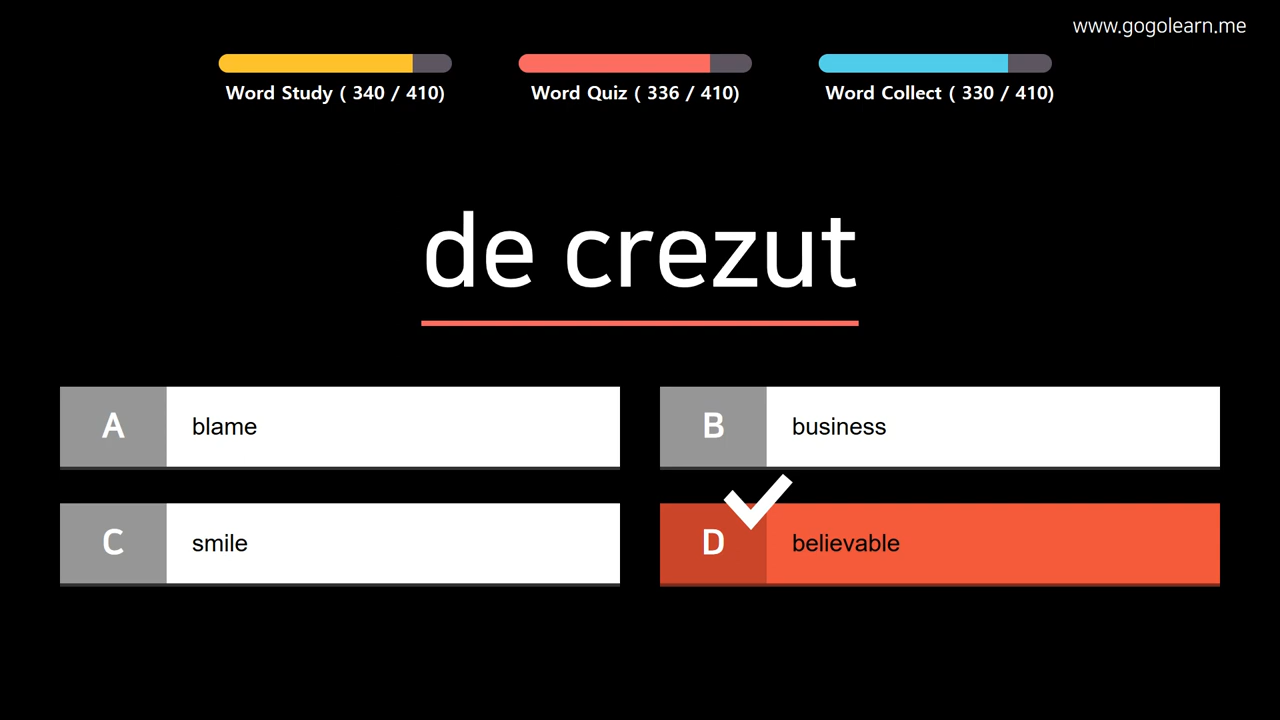 www.gogolearn.me
Word Study ( 340 / 410)
Word Quiz ( 336 / 410)
Word Collect ( 330 / 410)
de crezut
A blame
B business
C smile
D believable